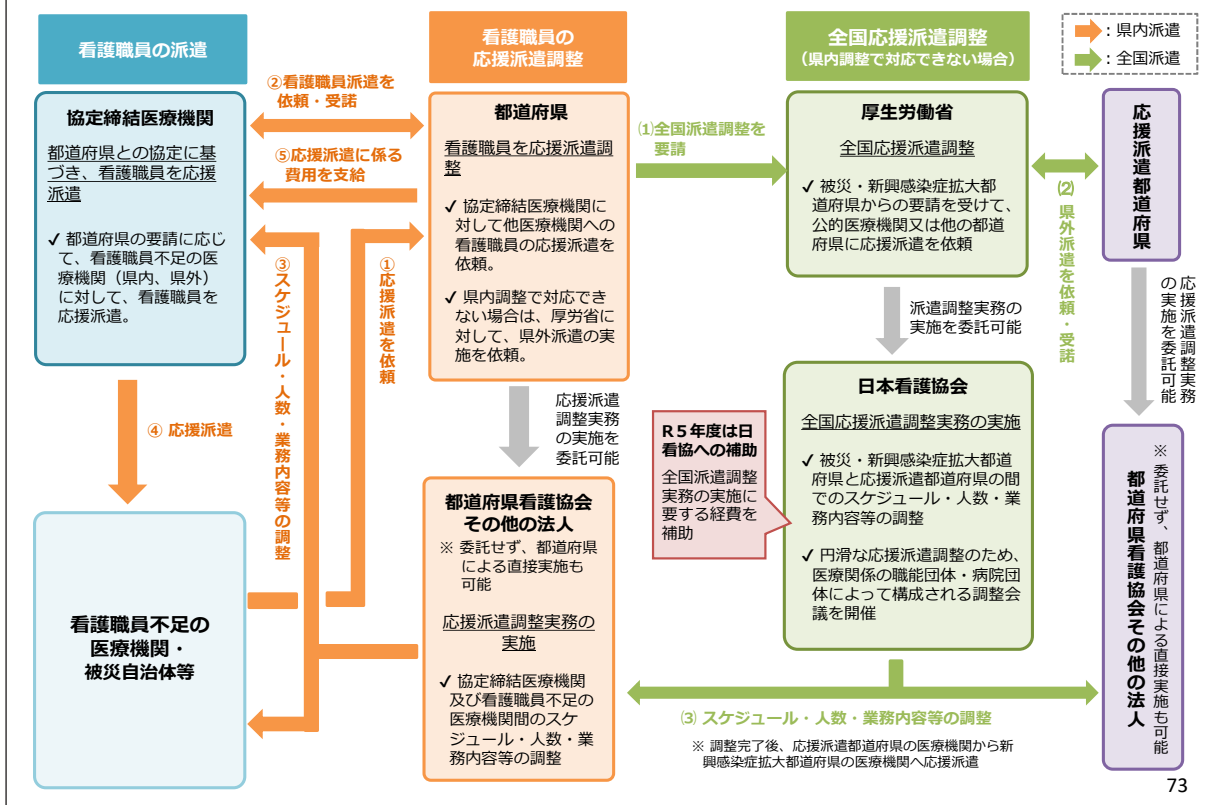 看護職員の派遣
看護職員の
応援派遣調整
全国応援派遣調整
（県内調整で対応できない場合）
：県内派遣
：全国派遣
協定締結医療機関
都道府県との協定に基
づき、看護職員を応援
派遣
✓ 都道府県の要請に応じ
て、看護職員不足の医
療機関（県内、県外）
に対して、看護職員を
応援派遣。
②看護職員派遣を
依頼・受諾
⑤応援派遣に係る
費用を支給
③スケジュール・人数・業務内容等の調整
①応援派遣を依頼
④ 応援派遣
看護職員不足の
医療機関・
被災自治体等
都道府県
看護職員を応援派遣調
整
✓ 協定締結医療機関に
対して他医療機関への
看護職員の応援派遣を
依頼。
✓ 県内調整で対応でき
ない場合は、厚労省に
対して、県外派遣の実
施を依頼。
応援派遣
調整実務
の実施を
委託可能
都道府県看護協会
その他の法人
※ 委託せず、都道府県
による直接実施も
可能
応援派遣調整実務の
実施
✓ 協定締結医療機関
及び看護職員不足の
医療機関間のスケ
ジュール・人数・業
務内容等の調整
⑴全国派遣調整を
要請
厚生労働省
全国応援派遣調整
✓ 被災・新興感染症拡大都
道府県からの要請を受けて、
公的医療機関又は他の都道
府県に応援派遣を依頼
派遣調整実務の
実施を委託可能
R５年度は日
看協への補助
全国派遣調整
実務の実施に
要する経費を
補助
日本看護協会
全国応援派遣調整実務の実施
✓ 被災・新興感染症拡大都道
府県と応援派遣都道府県の間
でのスケジュール・人数・業
務内容等の調整
✓ 円滑な応援派遣調整のため、
医療関係の職能団体・病院団
体によって構成される調整会
議を開催
⑶ スケジュール・人数・業務内容等の調整
※ 調整完了後、応援派遣都道府県の医療機関から新
興感染症拡大都道府県の医療機関へ応援派遣
⑵ 県外派遣を依頼・受諾
応援派遣都道府県
応援派遣調整実務
の実施を委託可能
※ 委託せず、都道府県による直接実施も可能
都道府県看護協会その他の法人
73